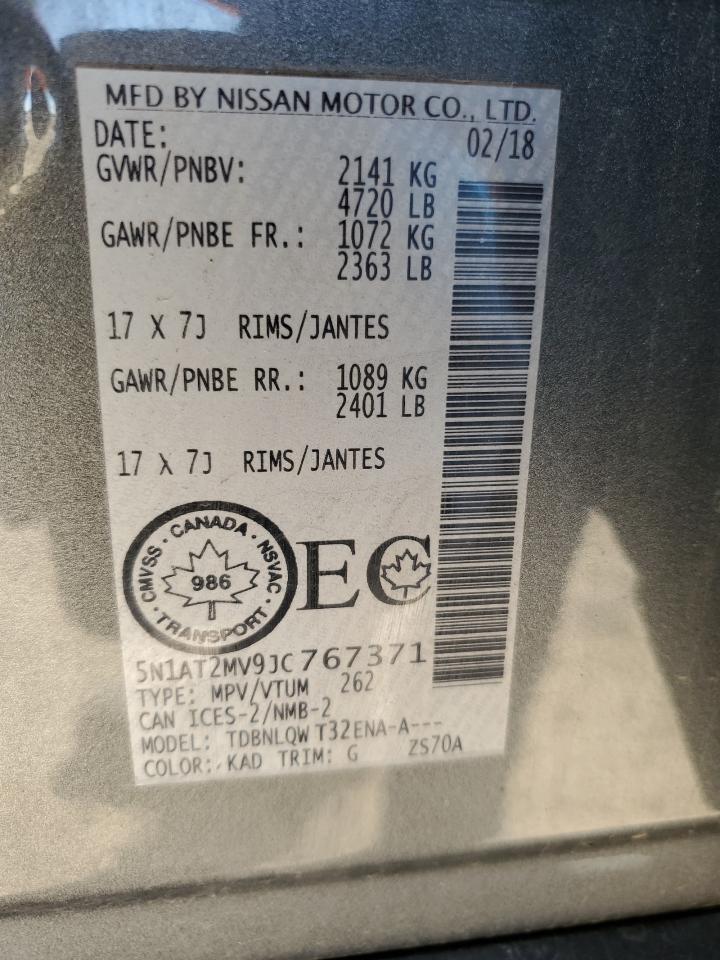 MFD BY NISSAN MOTOR CO., LTD.
DATE: 02/18
GVWR/PNBV: 2141 KG
4720 LB
GAWR/PNBE FR.: 1072 KG
2363 LB
17 X 7J RIMS/JANTES
GAWR/PNBE RR.: 1089 KG
2401 LB
17 X 7J RIMS/JANTES
CMVSS · CANADA · NSVAC · TRANSPORT ·
986
EC
5N1AT2MV9JC767371
TYPE: MPV/VTUM 262
CAN ICES-2/NMB-2
MODEL: TDBNLQW T32ENA-A---
COLOR: KAD TRIM: G ZS70A